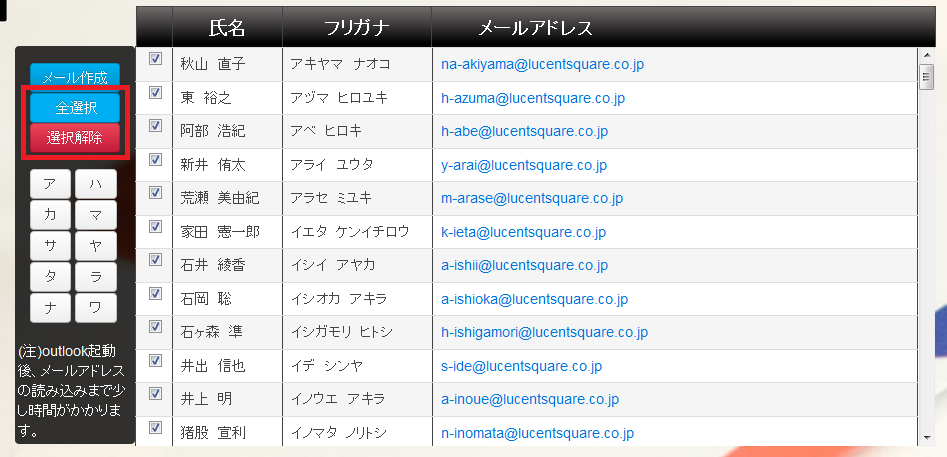 氏名 フリガナ メールアドレス
メール作成
全選択
選択解除
ア ハ
カ マ
サ ヤ
タ ラ
ナ ワ
(注)outlook起動
後、メールアドレス
の読み込みまで少
し時間がかかりま
す。
秋山 直子 アキヤマ ナオコ na-akiyama@lucentsquare.co.jp
東 裕之 アヅマ ヒロユキ h-azuma@lucentsquare.co.jp
阿部 浩紀 アベ ヒロキ h-abe@lucentsquare.co.jp
新井 侑太 アライ ユウタ y-arai@lucentsquare.co.jp
荒瀬 美由紀 アラセ ミユキ m-arase@lucentsquare.co.jp
家田 憲一郎 イエタ ケンイチロウ k-ieta@lucentsquare.co.jp
石井 綾香 イシイ アヤカ a-ishii@lucentsquare.co.jp
石岡 聡 イシオカ アキラ a-ishioka@lucentsquare.co.jp
石ヶ森 準 イシガモリ ヒトシ h-ishigamori@lucentsquare.co.jp
井出 信也 イデ シンヤ s-ide@lucentsquare.co.jp
井上 明 イノウエ アキラ a-inoue@lucentsquare.co.jp
猪股 宣利 イノマタ ノリトシ n-inomata@lucentsquare.co.jp